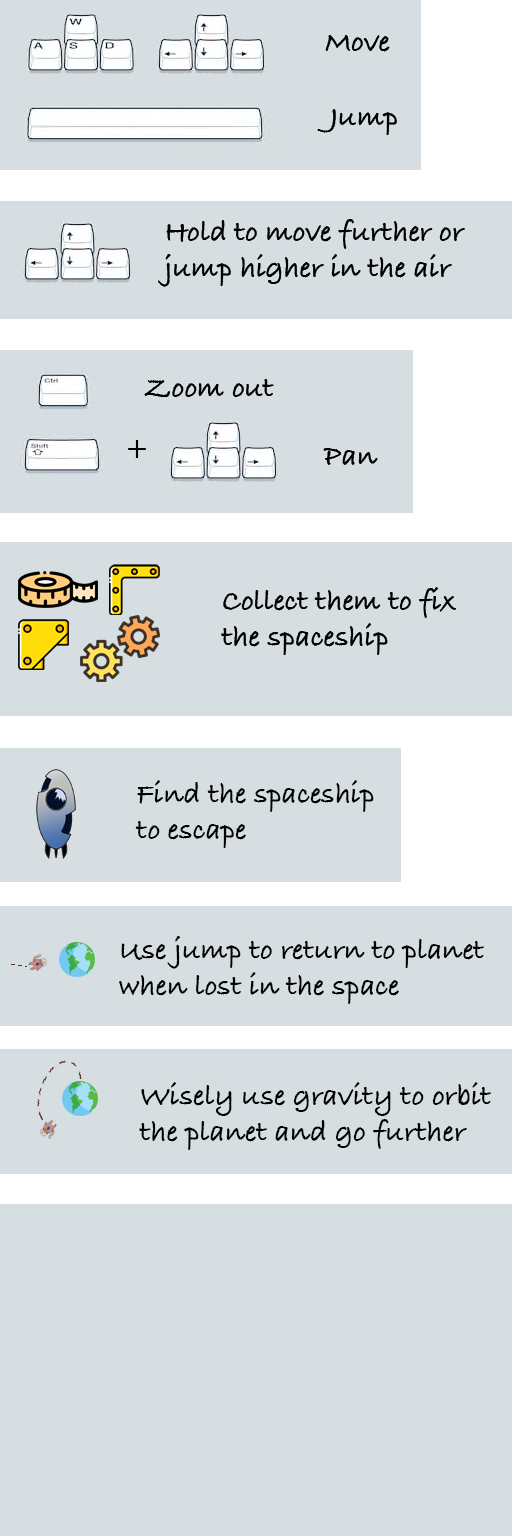 W
A S D
↑
← ↓ →
Move
Jump
↑
← ↓ →
Hold to move further or
jump higher in the air
Ctrl
Zoom out
Shift
+
↑
← ↓ →
Pan
Collect them to fix
the spaceship
Find the spaceship
to escape
Use jump to return to planet
when lost in the space
Wisely use gravity to orbit
the planet and go further